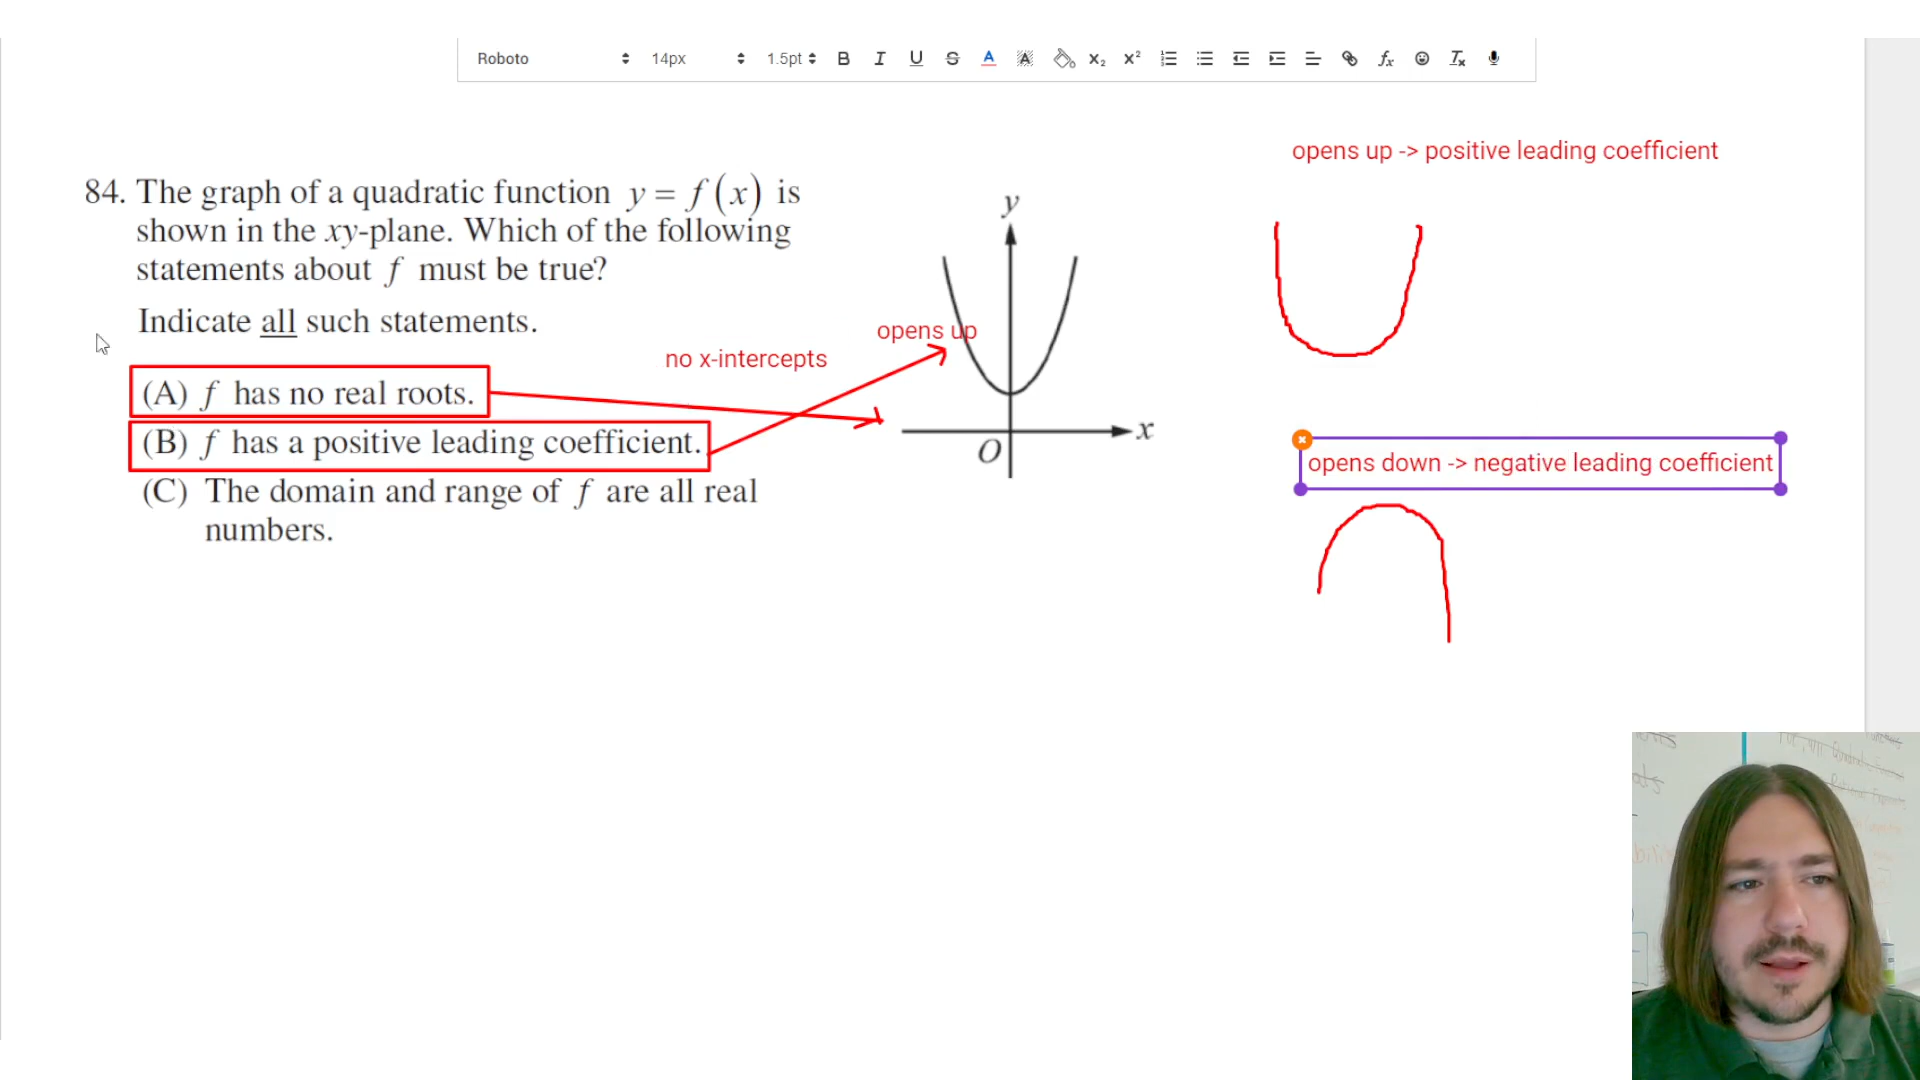 Roboto 14px 1.5pt
opens up -> positive leading coefficient
84. The graph of a quadratic function y = f(x) is
shown in the xy-plane. Which of the following
statements about f must be true?
Indicate all such statements.
(A) f has no real roots.
(B) f has a positive leading coefficient.
(C) The domain and range of f are all real
numbers.
no x-intercepts
opens up
y
x
O
opens down -> negative leading coefficient